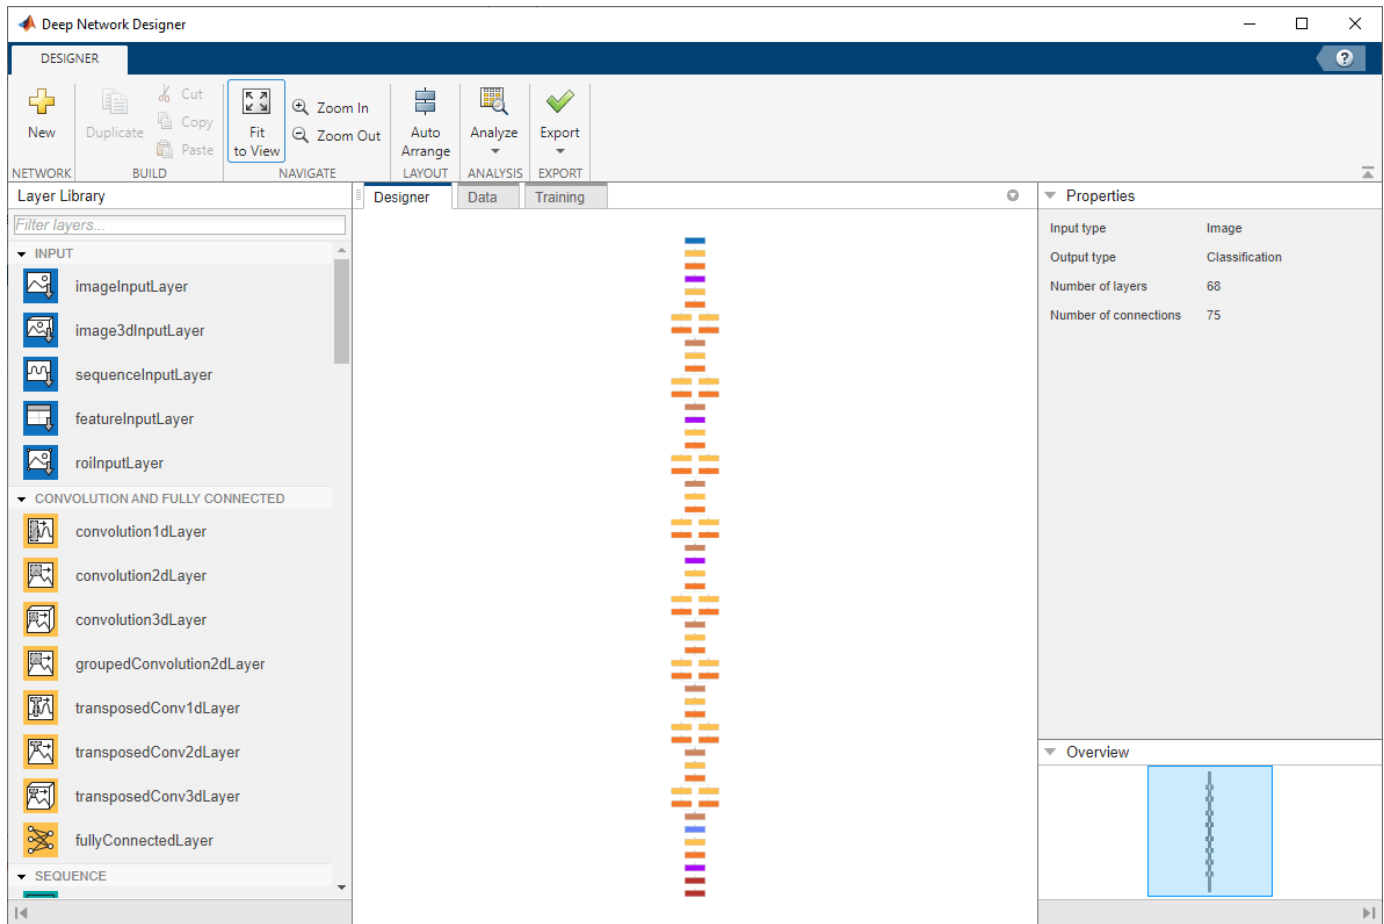 Deep Network Designer
DESIGNER
?
New
Duplicate
Cut
Copy
Paste
Fit
to View
Zoom In
Zoom Out
Auto
Arrange
Analyze
Export
NETWORK
BUILD
NAVIGATE
LAYOUT
ANALYSIS
EXPORT
Layer Library
Filter layers...
INPUT
imageInputLayer
image3dInputLayer
sequenceInputLayer
featureInputLayer
roiInputLayer
CONVOLUTION AND FULLY CONNECTED
convolution1dLayer
convolution2dLayer
convolution3dLayer
groupedConvolution2dLayer
transposedConv1dLayer
transposedConv2dLayer
transposedConv3dLayer
fullyConnectedLayer
SEQUENCE
Designer
Data
Training
Properties
Input type Image
Output type Classification
Number of layers 68
Number of connections 75
Overview